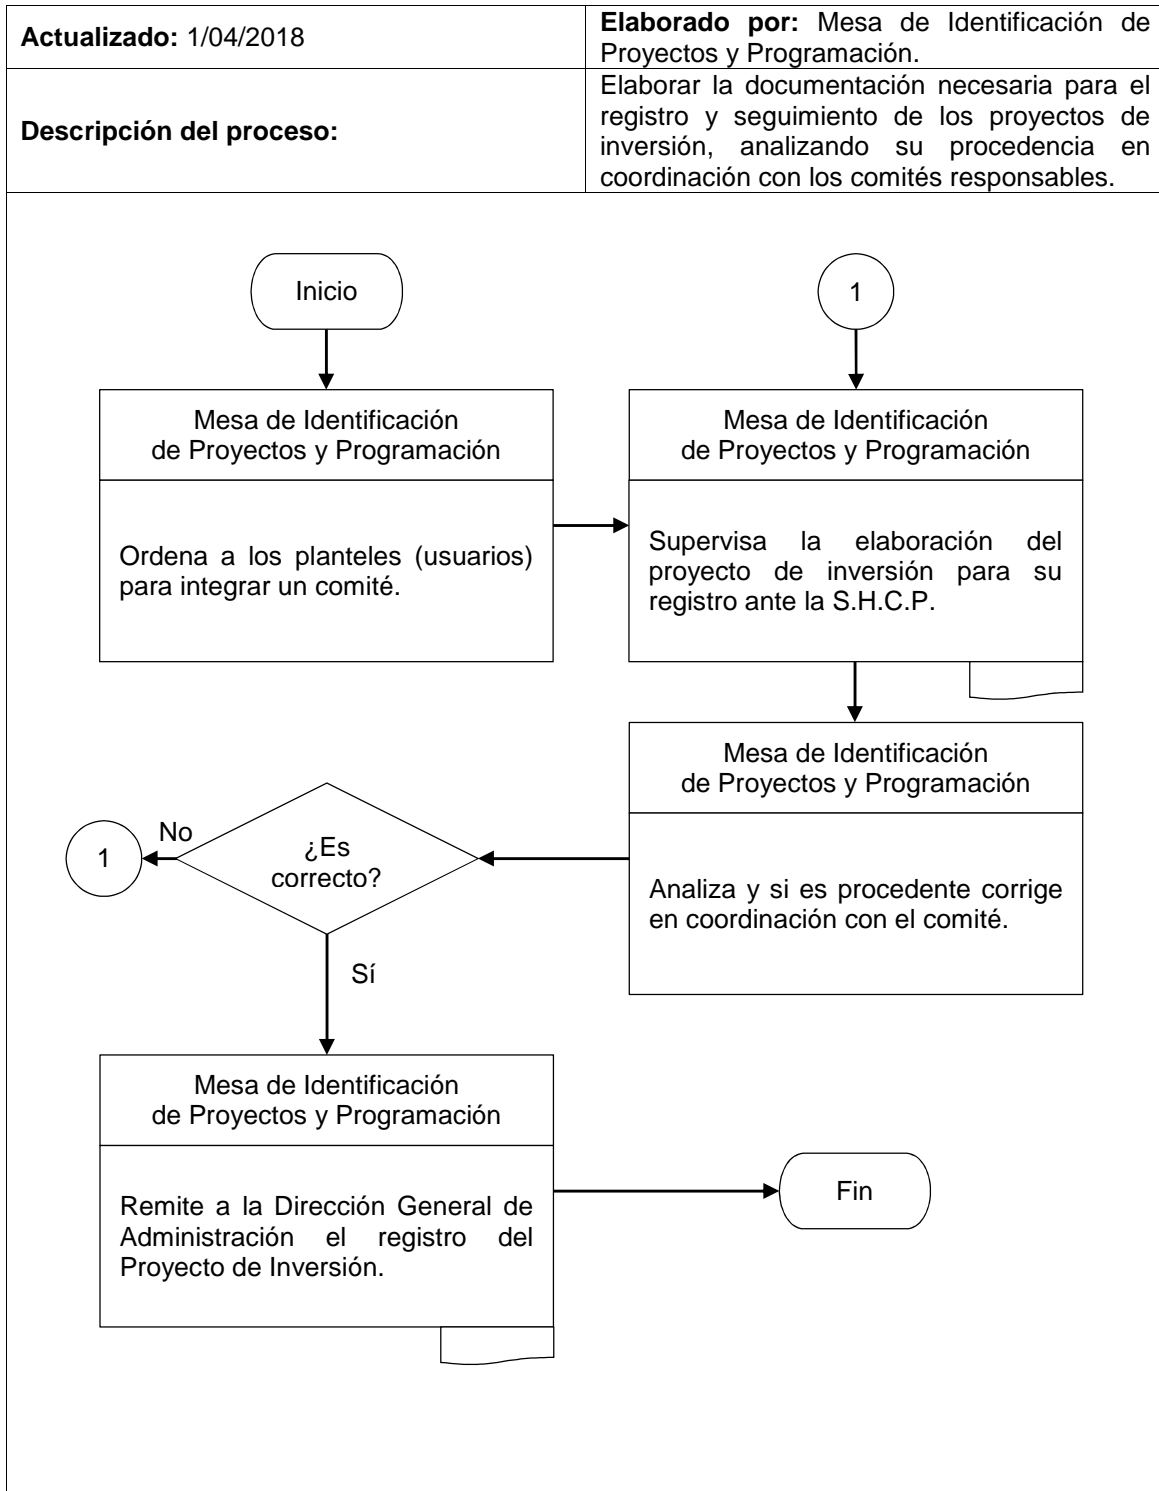 Actualizado: 1/04/2018
Elaborado por: Mesa de Identificación de
Proyectos y Programación.
Descripción del proceso:
Elaborar la documentación necesaria para el
registro y seguimiento de los proyectos de
inversión, analizando su procedencia en
coordinación con los comités responsables.
Inicio
1
Mesa de Identificación
de Proyectos y Programación
Ordena a los planteles (usuarios)
para integrar un comité.
Mesa de Identificación
de Proyectos y Programación
Supervisa la elaboración del
proyecto de inversión para su
registro ante la S.H.C.P.
Mesa de Identificación
de Proyectos y Programación
Analiza y si es procedente corrige
en coordinación con el comité.
¿Es
correcto?
No
1
Sí
Mesa de Identificación
de Proyectos y Programación
Remite a la Dirección General de
Administración el registro del
Proyecto de Inversión.
Fin